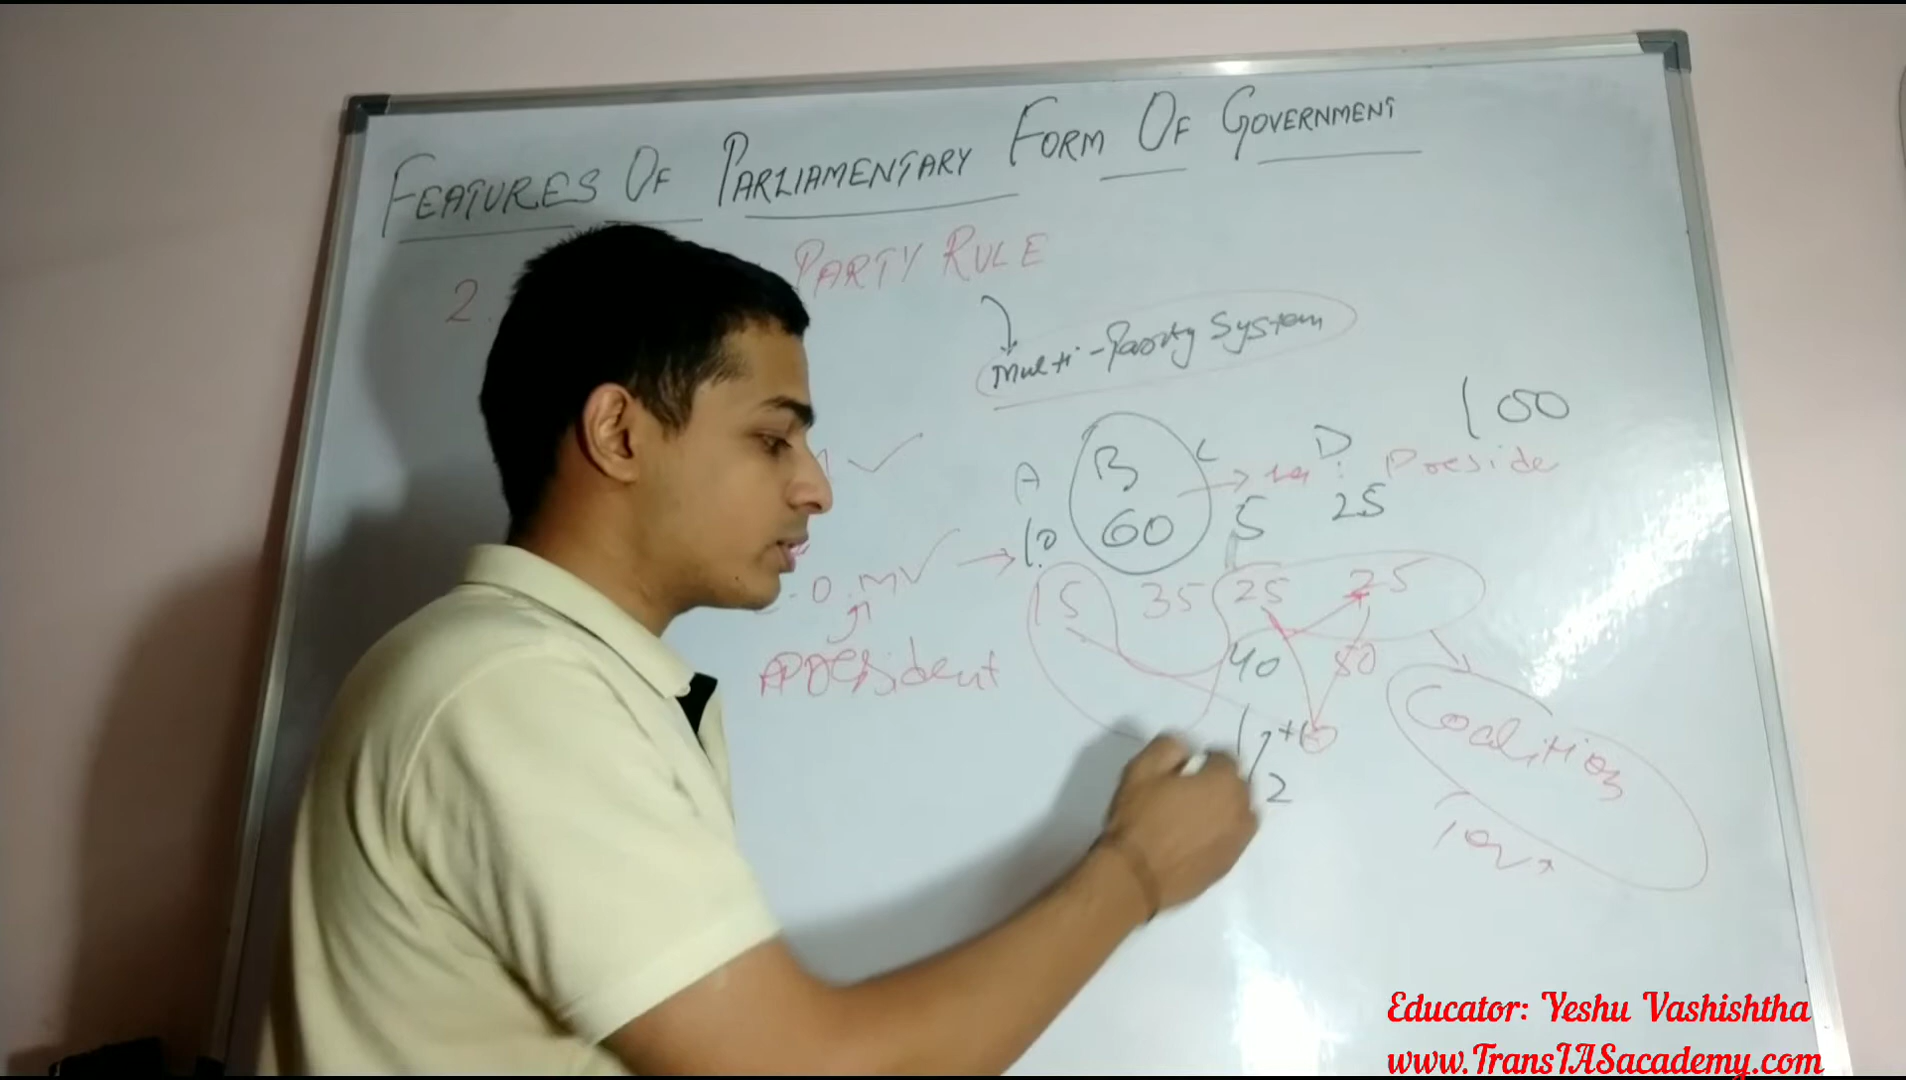 FEATURES OF PARLIAMENTARY FORM OF GOVERNMENT
2. PARTY RULE
Multi-Party System
100
A B C D
Preside
10 60 5 25
15 35 25 25
President
40 50
Coalition
1/2 +1
Educator: Yeshu Vashishtha
www.TransIASacademy.com